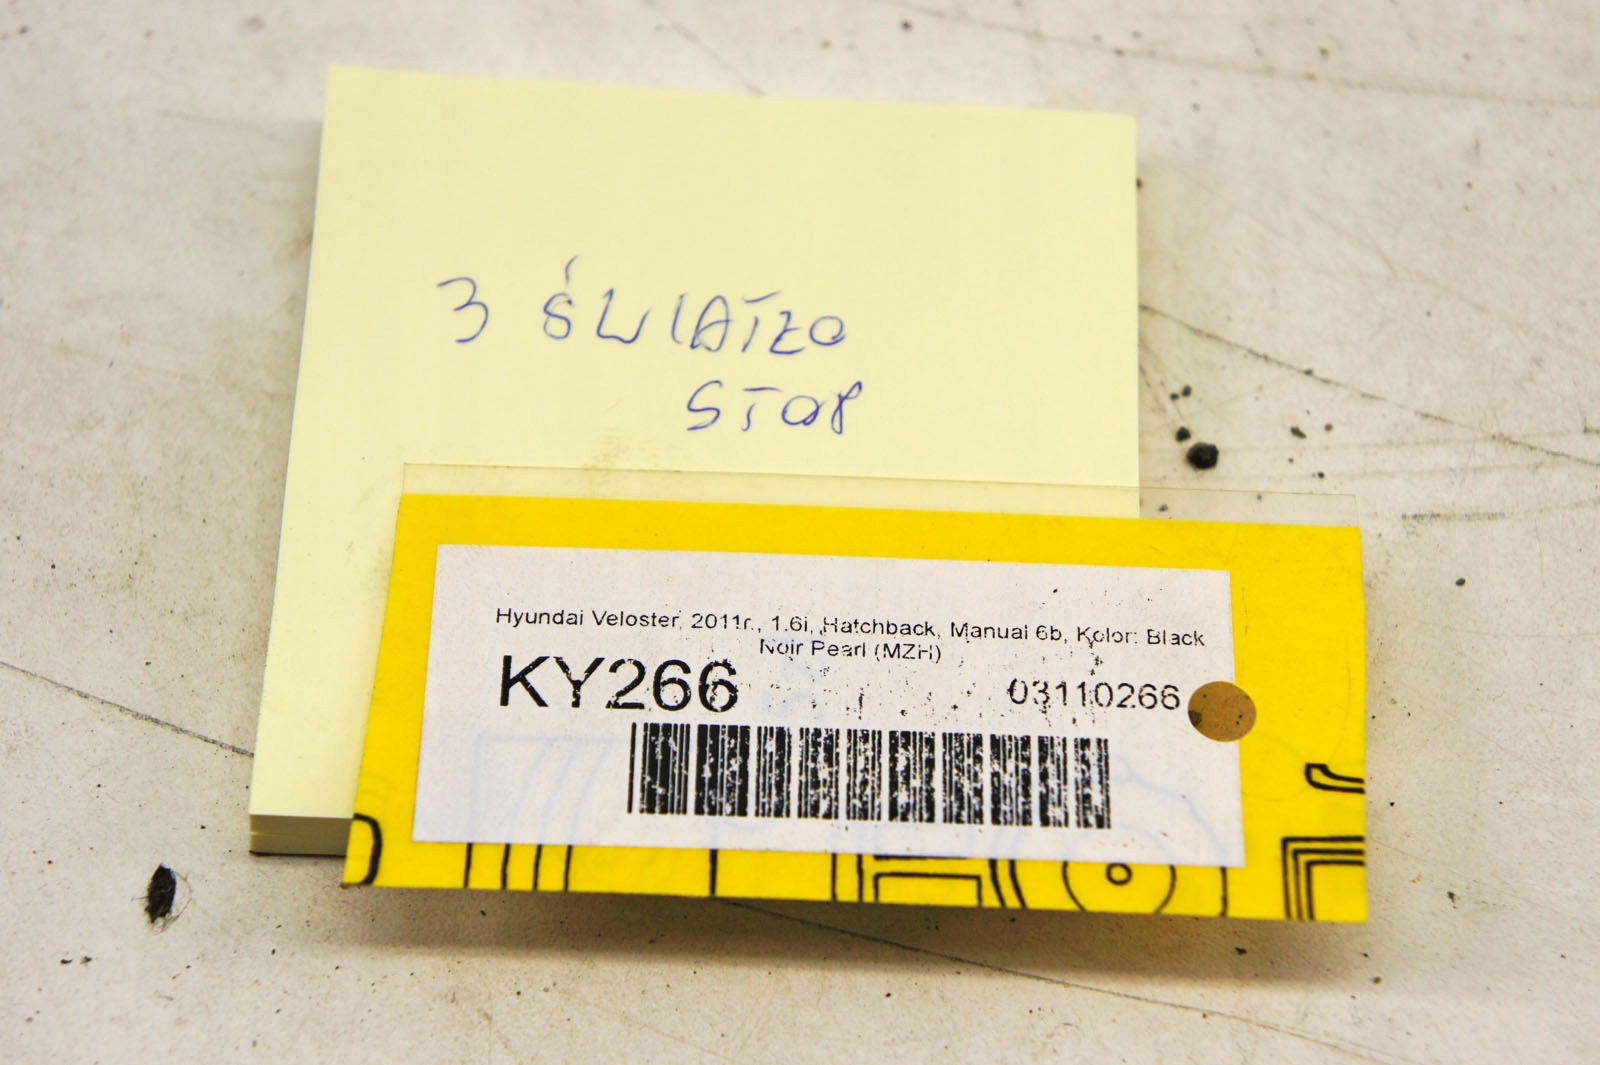 3 ŚWIATŁO
STOP
Hyundai Veloster, 2011r., 1.6i, Hatchback, Manual 6b, Kolor: Black
Noir Pearl (MZH)
KY266
03110266